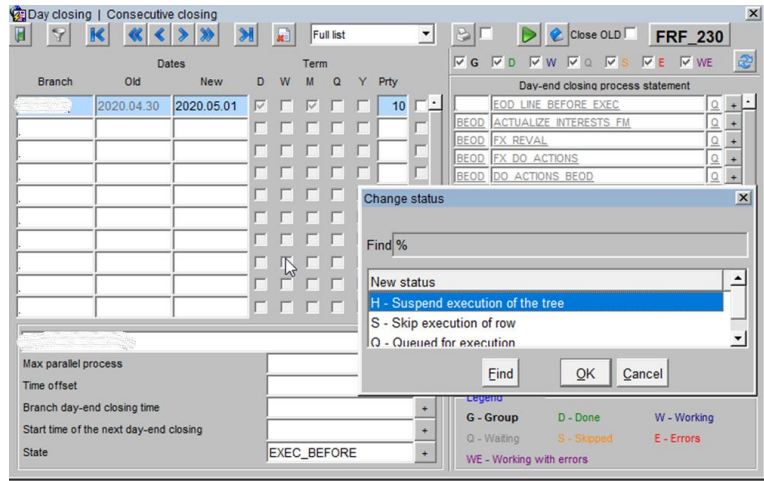 Day closing | Consecutive closing
Full list
Close OLD
FRF_230
G D W Q S E WE
Dates Term
Branch Old New D W M Q Y Prty
Day-end closing process statement
2020.04.30 2020.05.01 10
EOD_LINE_BEFORE_EXEC Q +
BEOD ACTUALIZE_INTERESTS_FM Q +
BEOD FX_REVAL Q +
BEOD FX_DO_ACTIONS Q +
BEOD DO_ACTIONS_BEOD Q +
Change status
Find %
New status
H - Suspend execution of the tree
S - Skip execution of row
Q - Queued for execution
Find OK Cancel
Max parallel process
Time offset
Branch day-end closing time +
Start time of the next day-end closing +
State EXEC_BEFORE +
Legend
G - Group D - Done W - Working
Q - Waiting S - Skipped E - Errors
WE - Working with errors